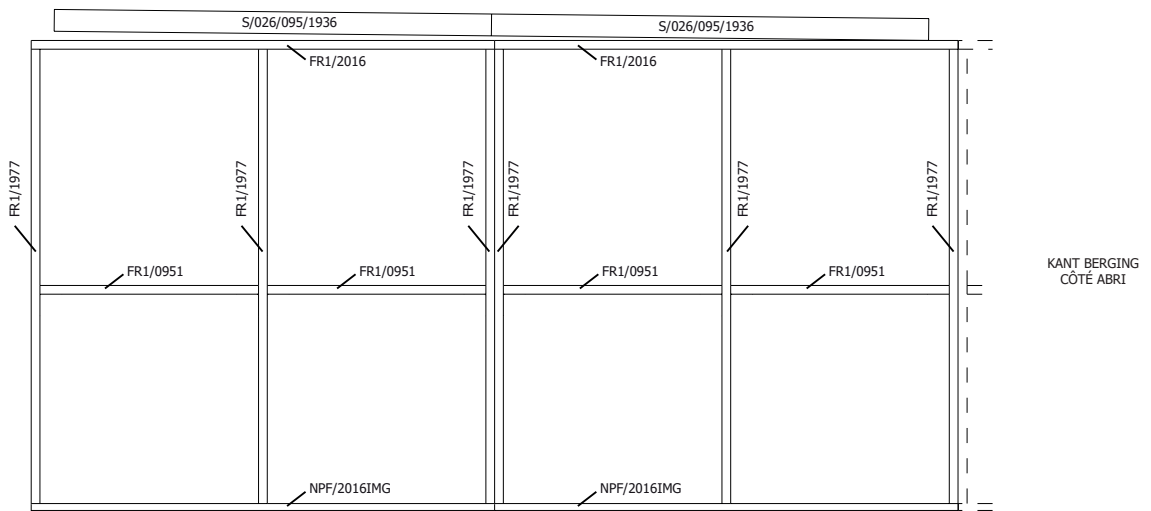 S/026/095/1936
S/026/095/1936
FR1/2016
FR1/2016
FR1/1977
FR1/1977
FR1/1977
FR1/1977
FR1/1977
FR1/1977
FR1/0951
FR1/0951
FR1/0951
FR1/0951
KANT BERGING
CÔTÉ ABRI
NPF/2016IMG
NPF/2016IMG